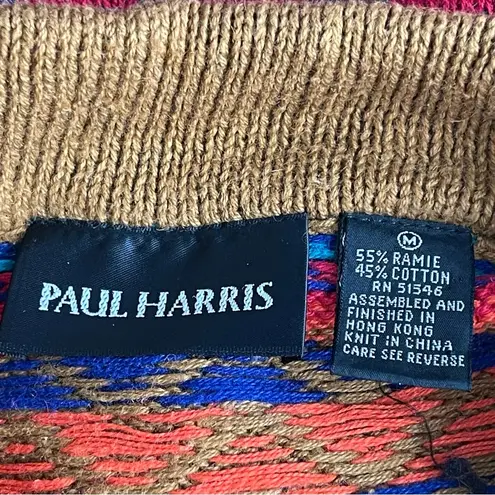 PAUL HARRIS
M
55% RAMIE
45% COTTON
RN 51346
ASSEMBLED AND
FINISHED IN
HONG KONG
KNIT IN CHINA
CARE SEE REVERSE